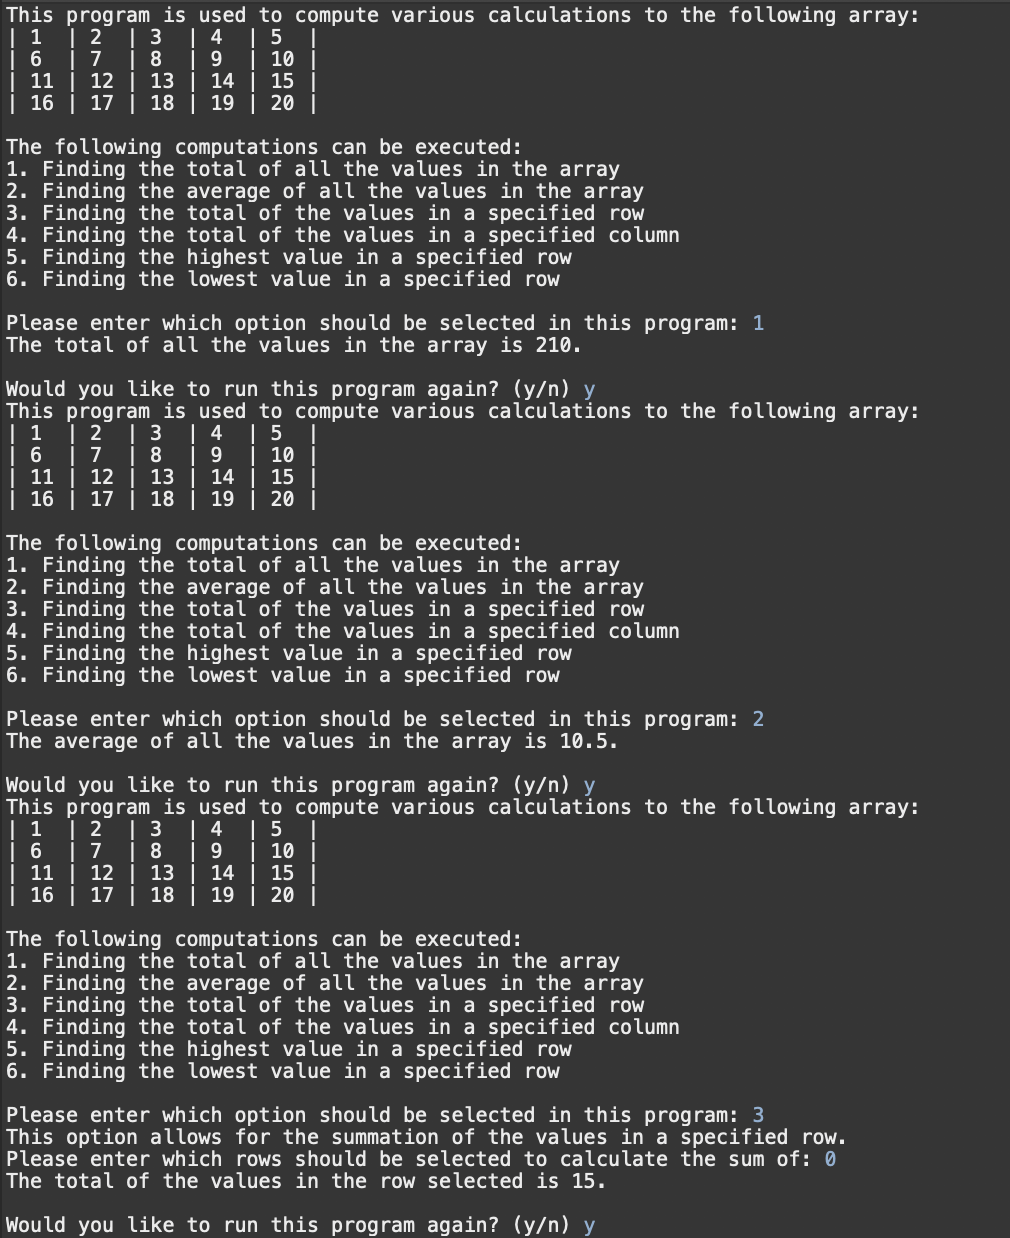 This program is used to compute various calculations to the following array:
| 1  | 2  | 3  | 4  | 5  |
| 6  | 7  | 8  | 9  | 10 |
| 11 | 12 | 13 | 14 | 15 |
| 16 | 17 | 18 | 19 | 20 |

The following computations can be executed:
1. Finding the total of all the values in the array
2. Finding the average of all the values in the array
3. Finding the total of the values in a specified row
4. Finding the total of the values in a specified column
5. Finding the highest value in a specified row
6. Finding the lowest value in a specified row

Please enter which option should be selected in this program: 1
The total of all the values in the array is 210.

Would you like to run this program again? (y/n) y
This program is used to compute various calculations to the following array:
| 1  | 2  | 3  | 4  | 5  |
| 6  | 7  | 8  | 9  | 10 |
| 11 | 12 | 13 | 14 | 15 |
| 16 | 17 | 18 | 19 | 20 |

The following computations can be executed:
1. Finding the total of all the values in the array
2. Finding the average of all the values in the array
3. Finding the total of the values in a specified row
4. Finding the total of the values in a specified column
5. Finding the highest value in a specified row
6. Finding the lowest value in a specified row

Please enter which option should be selected in this program: 2
The average of all the values in the array is 10.5.

Would you like to run this program again? (y/n) y
This program is used to compute various calculations to the following array:
| 1  | 2  | 3  | 4  | 5  |
| 6  | 7  | 8  | 9  | 10 |
| 11 | 12 | 13 | 14 | 15 |
| 16 | 17 | 18 | 19 | 20 |

The following computations can be executed:
1. Finding the total of all the values in the array
2. Finding the average of all the values in the array
3. Finding the total of the values in a specified row
4. Finding the total of the values in a specified column
5. Finding the highest value in a specified row
6. Finding the lowest value in a specified row

Please enter which option should be selected in this program: 3
This option allows for the summation of the values in a specified row.
Please enter which rows should be selected to calculate the sum of: 0
The total of the values in the row selected is 15.

Would you like to run this program again? (y/n) y